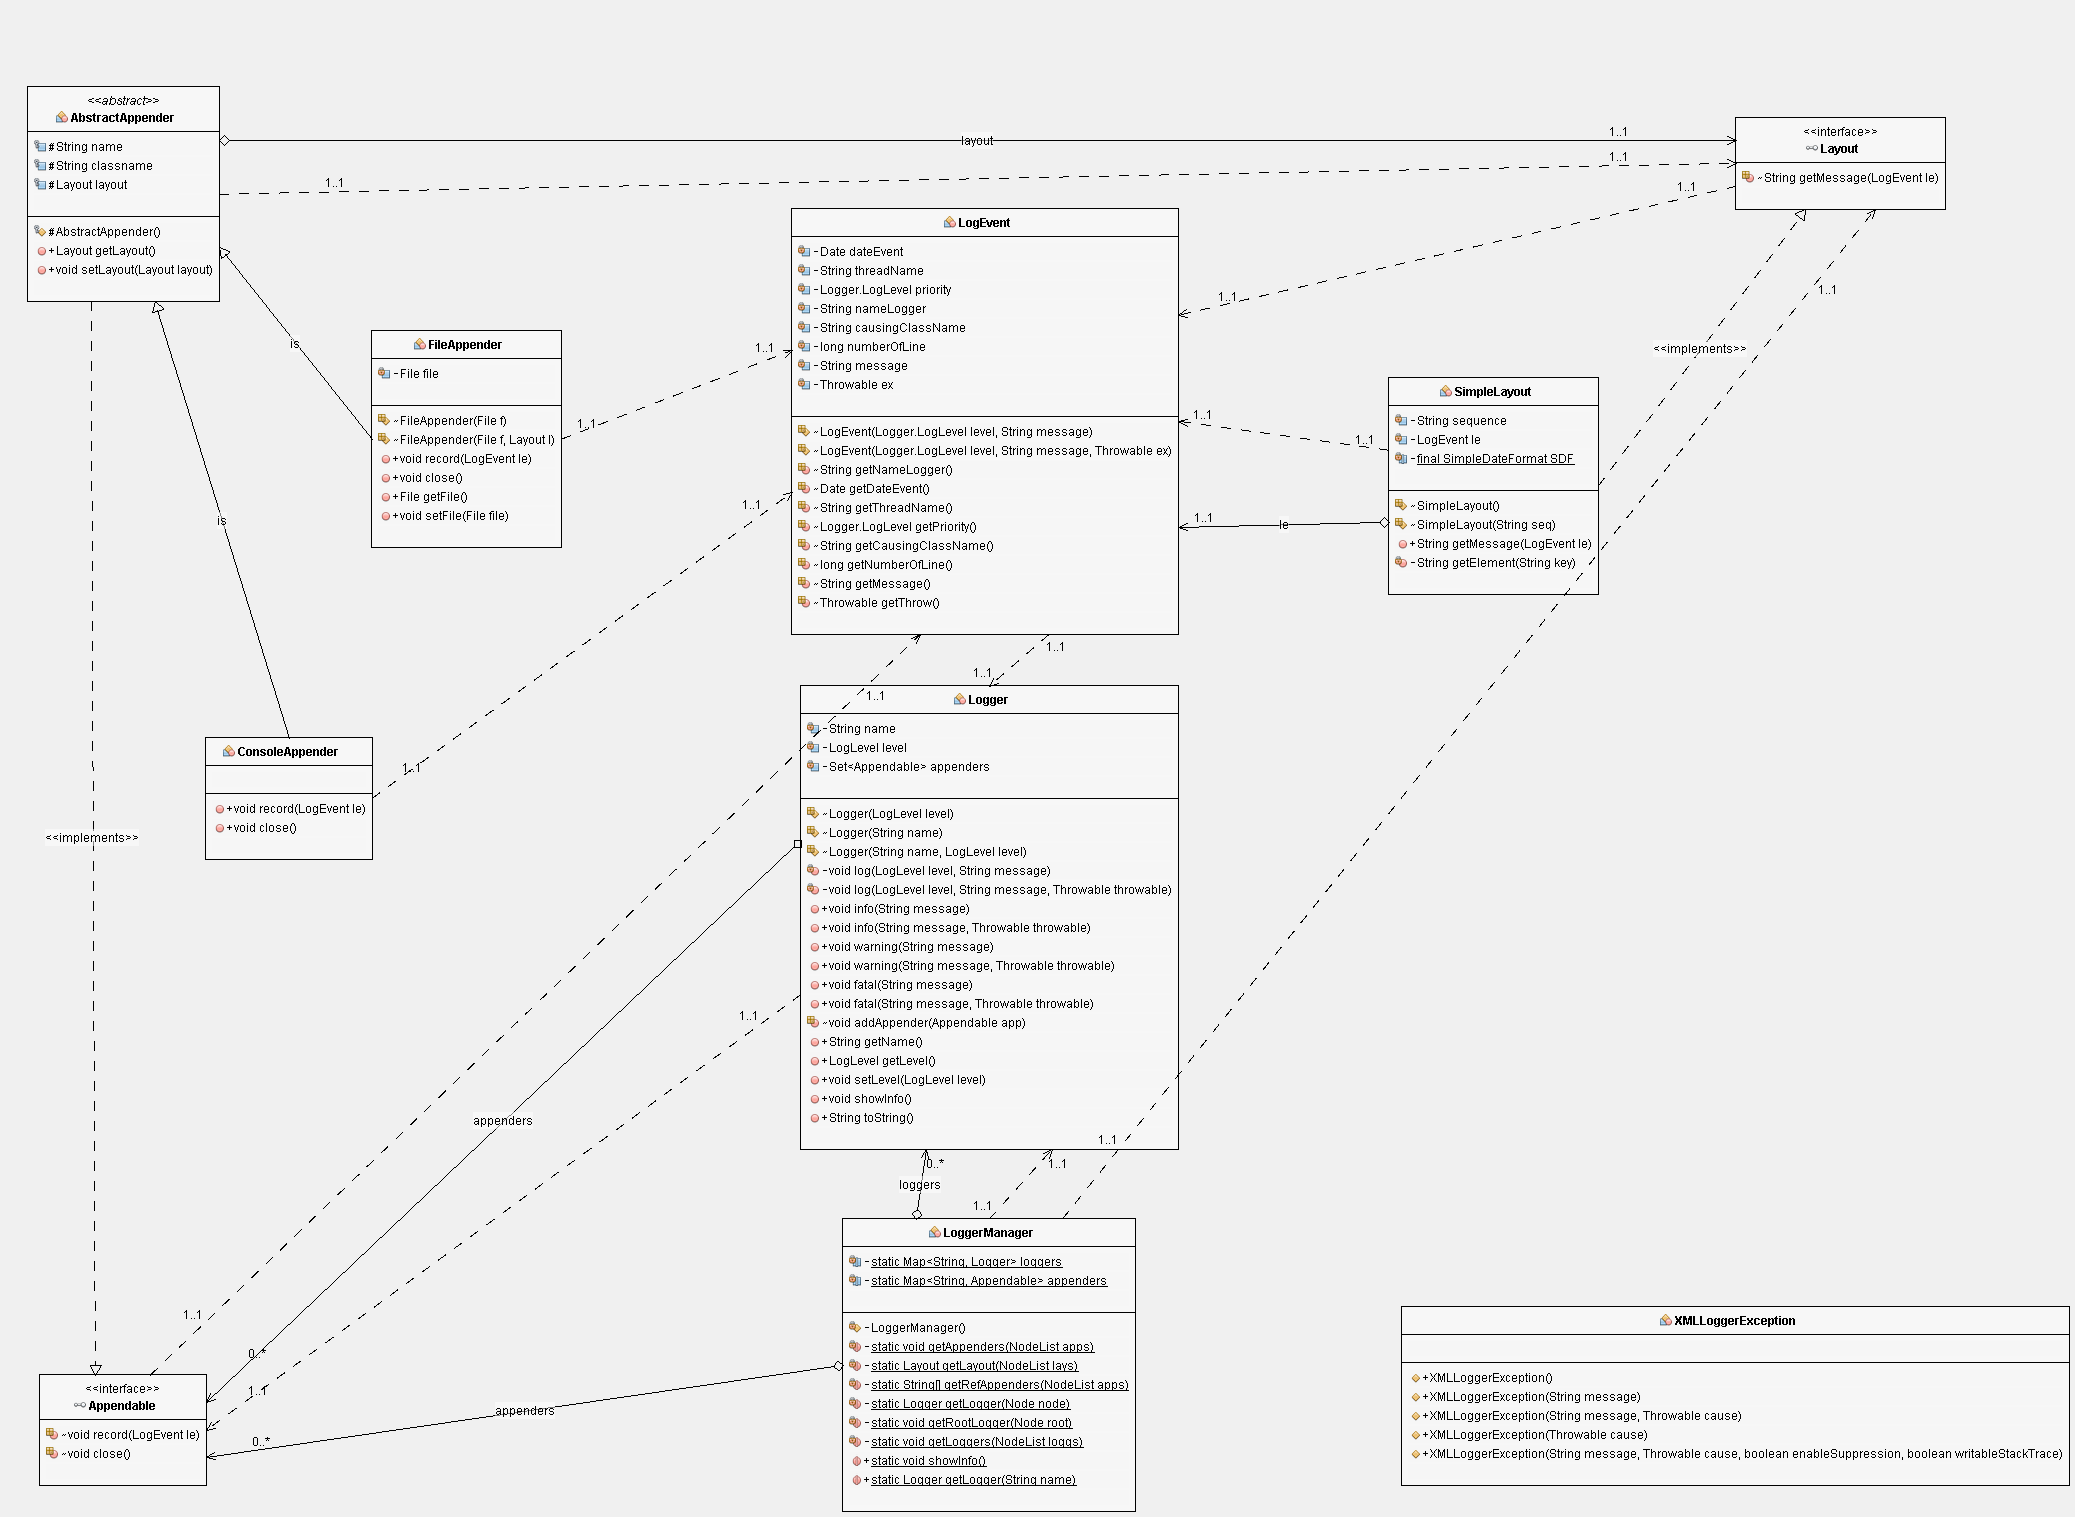 <<abstract>>
AbstractAppender
#String name
#String classname
#Layout layout
#AbstractAppender()
+Layout getLayout()
+void setLayout(Layout layout)
layout
1..1
1..1
1..1
<<interface>>
Layout
~String getMessage(LogEvent le)
1..1
1..1
LogEvent
-Date dateEvent
-String threadName
-Logger.LogLevel priority
-String nameLogger
-String causingClassName
-long numberOfLine
-String message
-Throwable ex
~LogEvent(Logger.LogLevel level, String message)
~LogEvent(Logger.LogLevel level, String message, Throwable ex)
~String getNameLogger()
~Date getDateEvent()
~String getThreadName()
~Logger.LogLevel getPriority()
~String getCausingClassName()
~long getNumberOfLine()
~String getMessage()
~Throwable getThrow()
is
FileAppender
-File file
~FileAppender(File f)
~FileAppender(File f, Layout l)
+void record(LogEvent le)
+void close()
+File getFile()
+void setFile(File file)
1..1
1..1
1..1
<<implements>>
SimpleLayout
-String sequence
-LogEvent le
-final SimpleDateFormat SDF
~SimpleLayout()
~SimpleLayout(String seq)
+String getMessage(LogEvent le)
-String getElement(String key)
1..1
1..1
1..1
le
is
1..1
1..1
1..1
1..1
1..1
ConsoleAppender
+void record(LogEvent le)
+void close()
<<implements>>
Logger
-String name
-LogLevel level
-Set<Appendable> appenders
~Logger(LogLevel level)
~Logger(String name)
~Logger(String name, LogLevel level)
-void log(LogLevel level, String message)
-void log(LogLevel level, String message, Throwable throwable)
+void info(String message)
+void info(String message, Throwable throwable)
+void warning(String message)
+void warning(String message, Throwable throwable)
+void fatal(String message)
+void fatal(String message, Throwable throwable)
~void addAppender(Appendable app)
+String getName()
+LogLevel getLevel()
+void setLevel(LogLevel level)
+void showInfo()
+String toString()
1..1
appenders
1..1
0..*
1..1
loggers
1..1
LoggerManager
-static Map<String, Logger> loggers
-static Map<String, Appendable> appenders
-LoggerManager()
-static void getAppenders(NodeList apps)
-static Layout getLayout(NodeList lays)
-static String[] getRefAppenders(NodeList apps)
-static Logger getLogger(Node node)
-static void getRootLogger(Node root)
-static void getLoggers(NodeList loggs)
+static void showInfo()
+static Logger getLogger(String name)
1..1
0..*
1..1
appenders
0..*
<<interface>>
Appendable
~void record(LogEvent le)
~void close()
XMLLoggerException
+XMLLoggerException()
+XMLLoggerException(String message)
+XMLLoggerException(String message, Throwable cause)
+XMLLoggerException(Throwable cause)
+XMLLoggerException(String message, Throwable cause, boolean enableSuppression, boolean writableStackTrace)